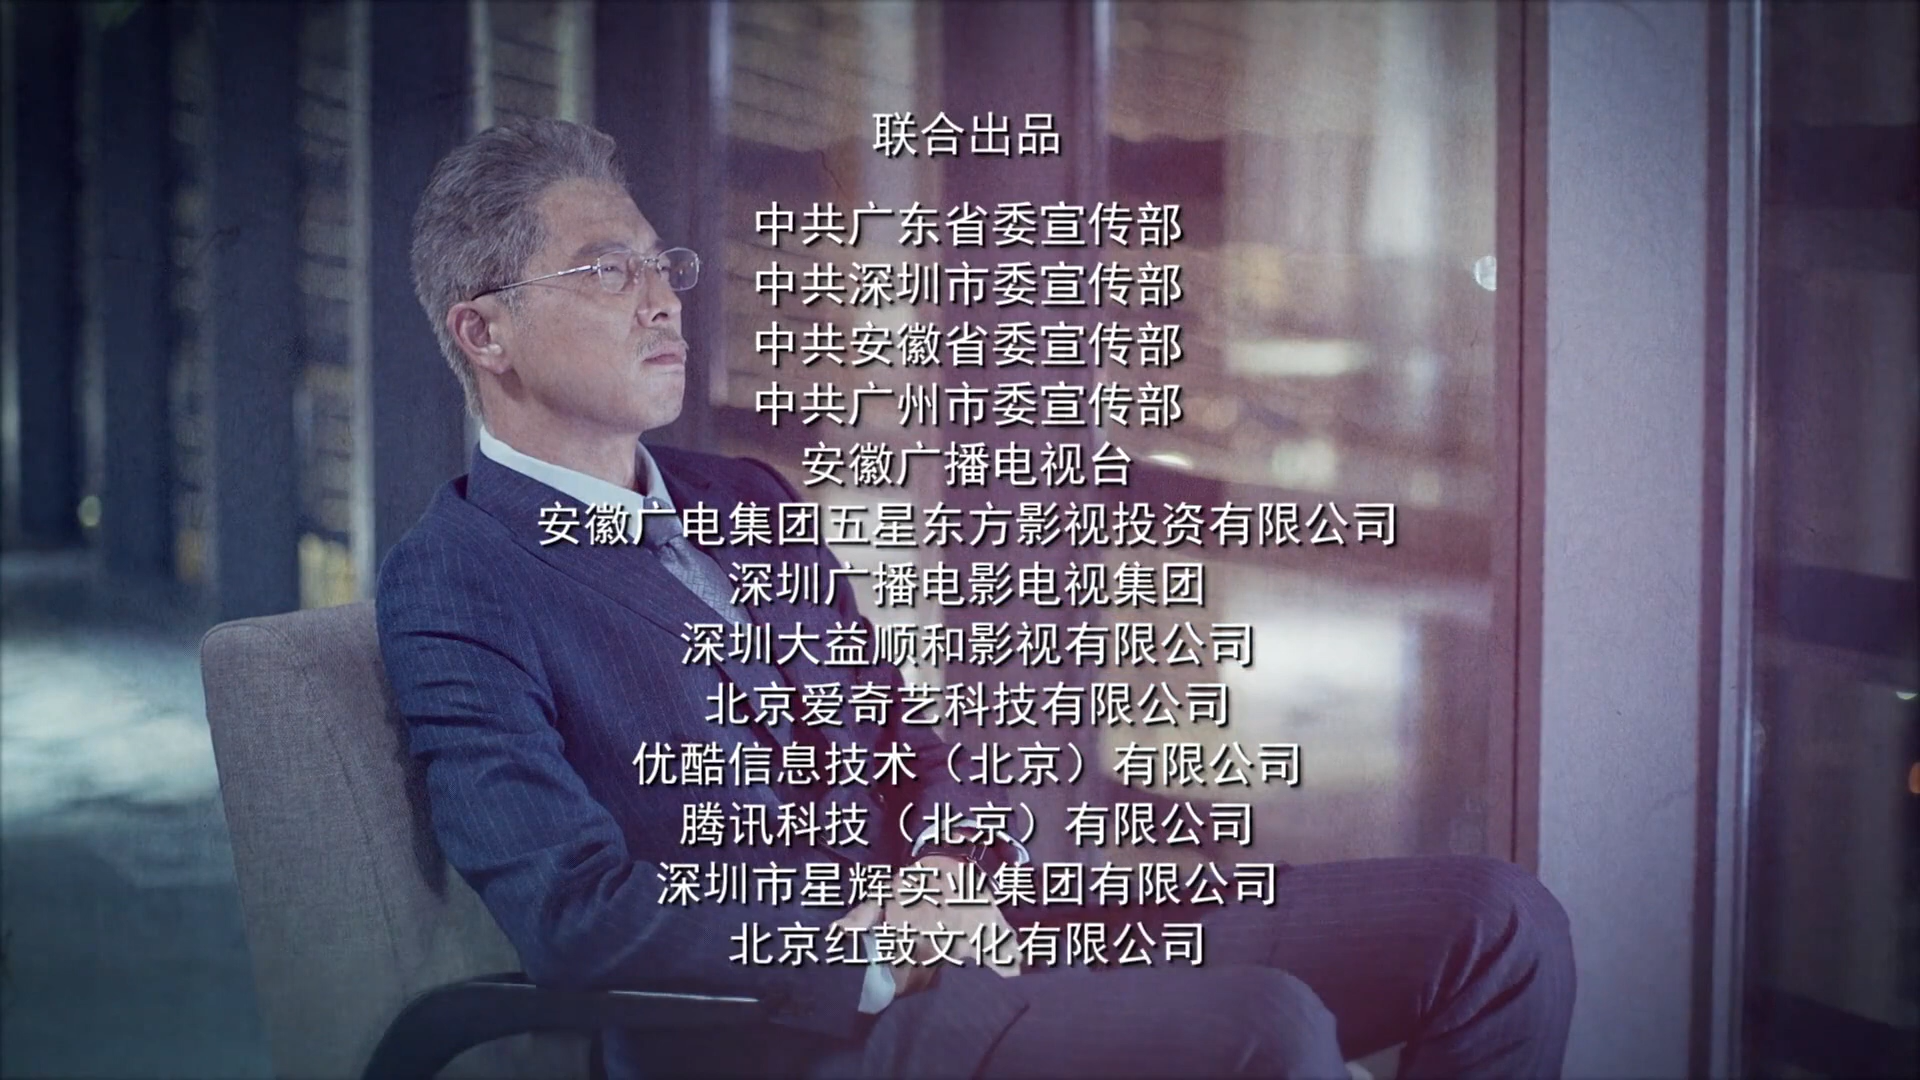 联合出品
中共广东省委宣传部
中共深圳市委宣传部
中共安徽省委宣传部
中共广州市委宣传部
安徽广播电视台
安徽广电集团五星东方影视投资有限公司
深圳广播电影电视集团
深圳大益顺和影视有限公司
北京爱奇艺科技有限公司
优酷信息技术（北京）有限公司
腾讯科技（北京）有限公司
深圳市星辉实业集团有限公司
北京红鼓文化有限公司